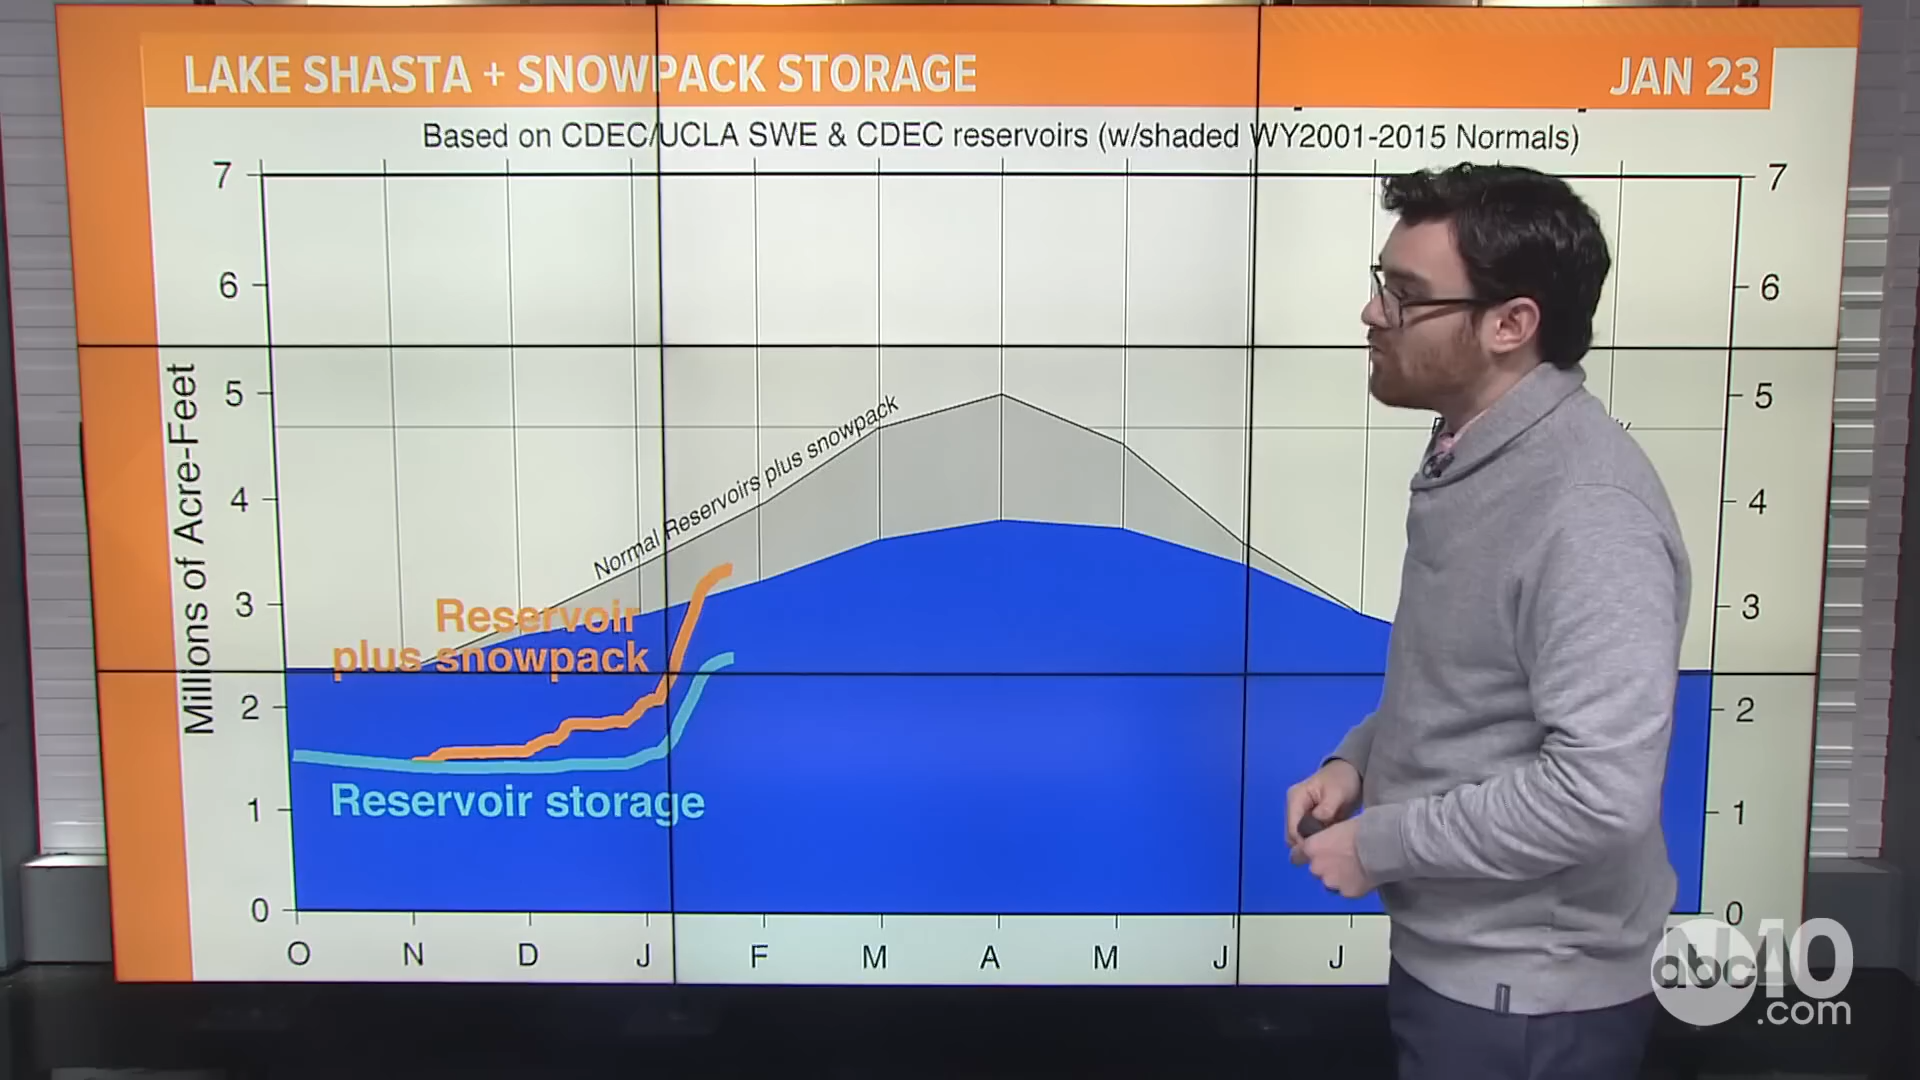 LAKE SHASTA + SNOWPACK STORAGE
JAN 23
Based on CDEC/UCLA SWE & CDEC reservoirs (w/shaded WY2001-2015 Normals)
7
7
6
6
5
5
4
4
3
3
2
2
1
1
0
0
Millions of Acre-Feet
Normal Reservoirs plus snowpack
Reservoir
plus snowpack
Reservoir storage
O N D J F M A M J J
abc10
.com